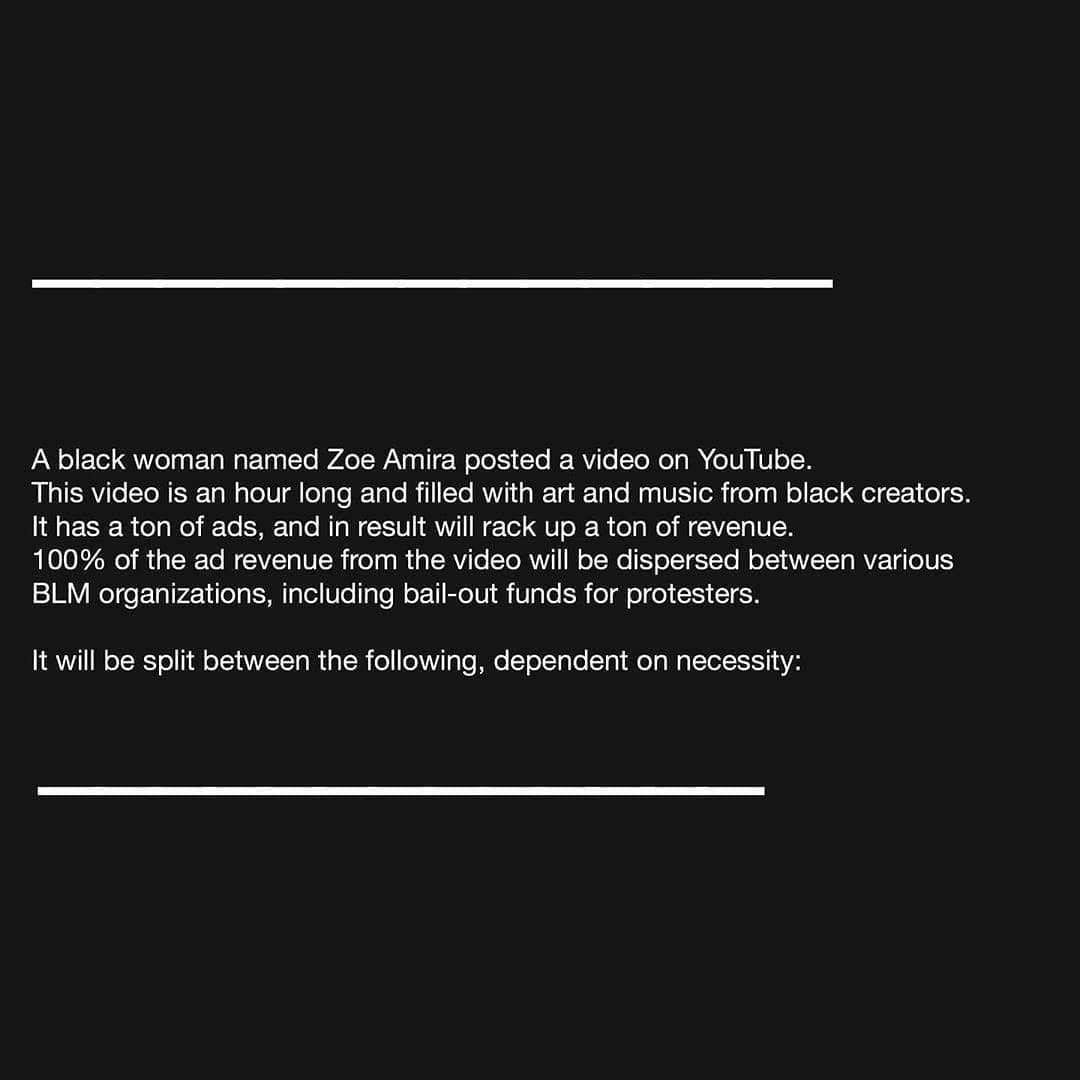 A black woman named Zoe Amira posted a video on YouTube.
This video is an hour long and filled with art and music from black creators.
It has a ton of ads, and in result will rack up a ton of revenue.
100% of the ad revenue from the video will be dispersed between various
BLM organizations, including bail-out funds for protesters.
It will be split between the following, dependent on necessity: